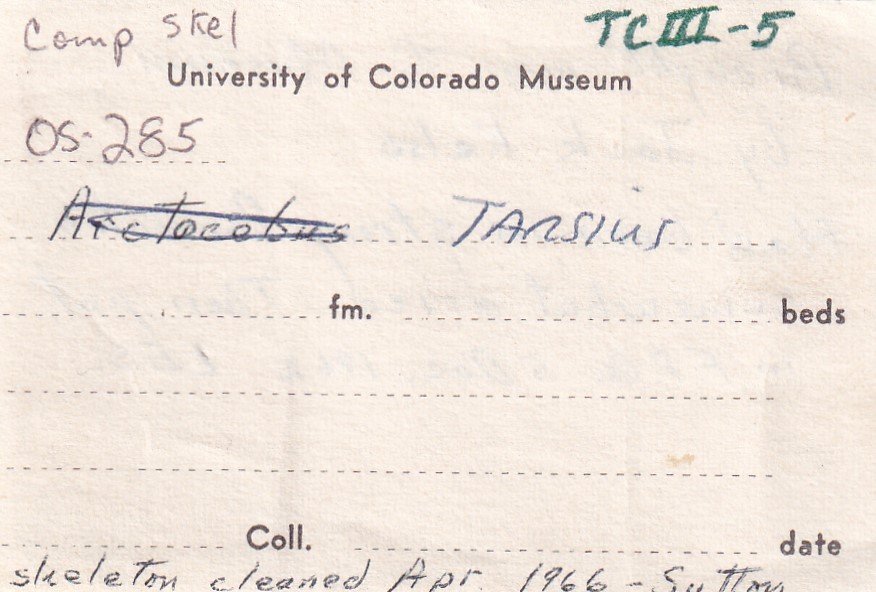 Comp Skel
TC III-5
University of Colorado Museum
OS-285
Arctocebus TARSIUS
fm. beds
Coll. date
skeleton cleaned Apr. 1966 - Sutton